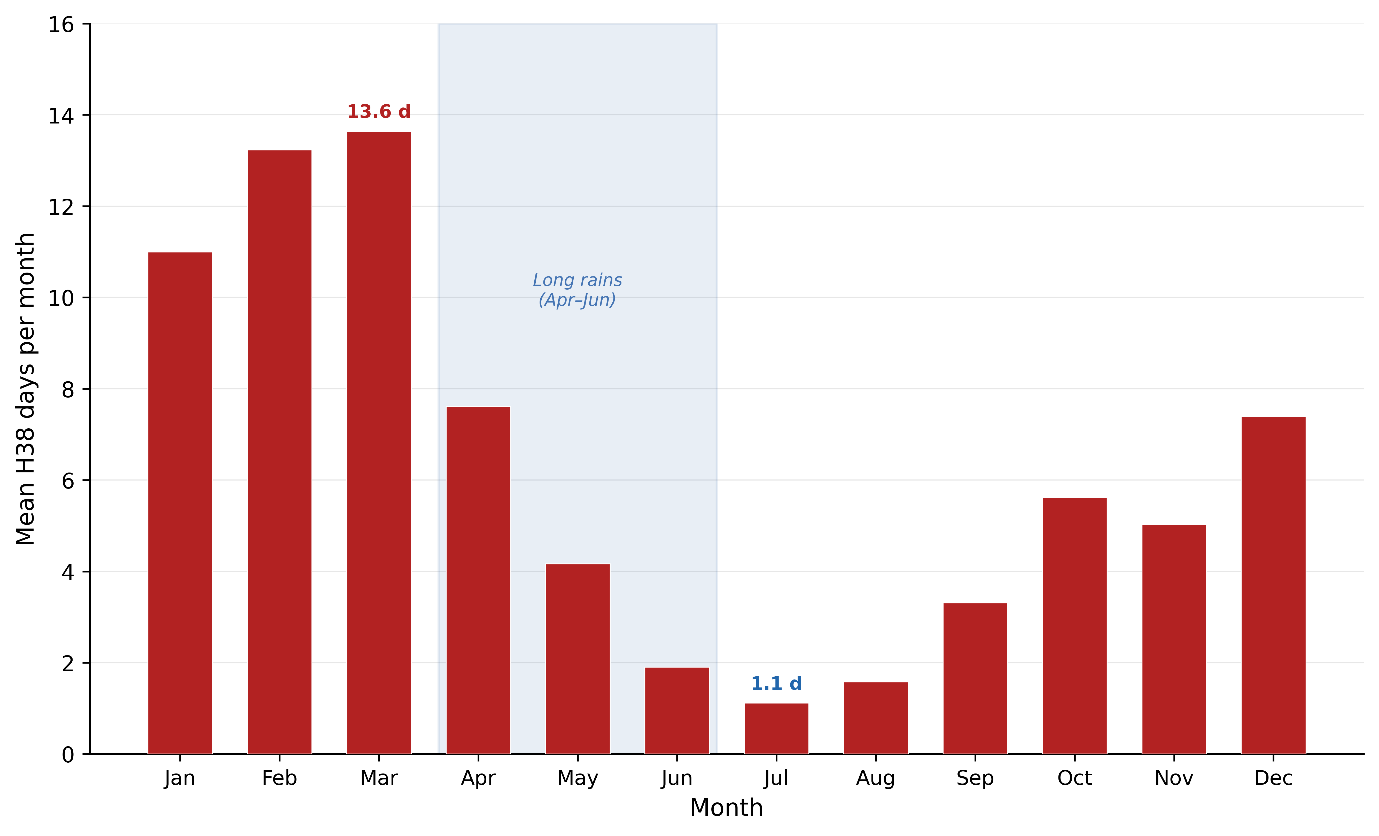 16
14
12
10
8
6
4
2
0
Mean H38 days per month
13.6 d
Long rains
(Apr–Jun)
1.1 d
Jan Feb Mar Apr May Jun Jul Aug Sep Oct Nov Dec
Month